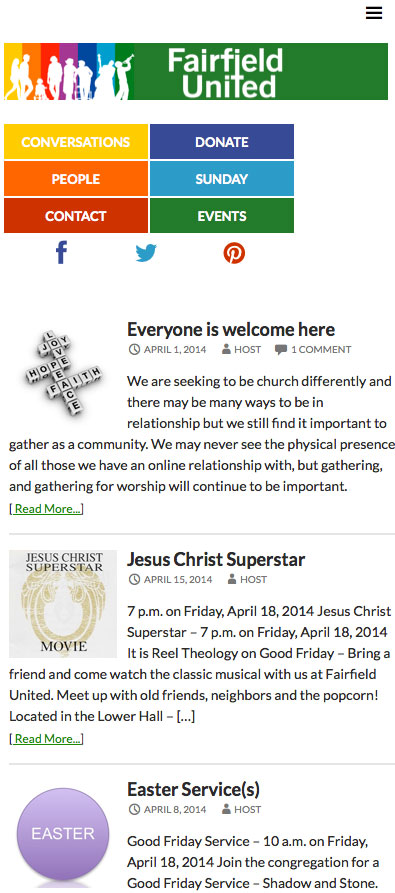 Fairfield
United
CONVERSATIONS
DONATE
PEOPLE
SUNDAY
CONTACT
EVENTS
LOVE
JOY
HOPE
PEACE
FAITH
Everyone is welcome here
APRIL 1, 2014 HOST 1 COMMENT
We are seeking to be church differently and
there may be many ways to be in
relationship but we still find it important to
gather as a community. We may never see the physical presence
of all those we have an online relationship with, but gathering,
and gathering for worship will continue to be important.
[ Read More...]
JESUS CHRIST
SUPERSTAR
MOVIE
Jesus Christ Superstar
APRIL 15, 2014 HOST
7 p.m. on Friday, April 18, 2014 Jesus Christ
Superstar – 7 p.m. on Friday, April 18, 2014
It is Reel Theology on Good Friday – Bring a
friend and come watch the classic musical with us at Fairfield
United. Meet up with old friends, neighbors and the popcorn!
Located in the Lower Hall – […]
[ Read More...]
EASTER
Easter Service(s)
APRIL 8, 2014 HOST
Good Friday Service – 10 a.m. on Friday,
April 18, 2014 Join the congregation for a
Good Friday Service – Shadow and Stone.